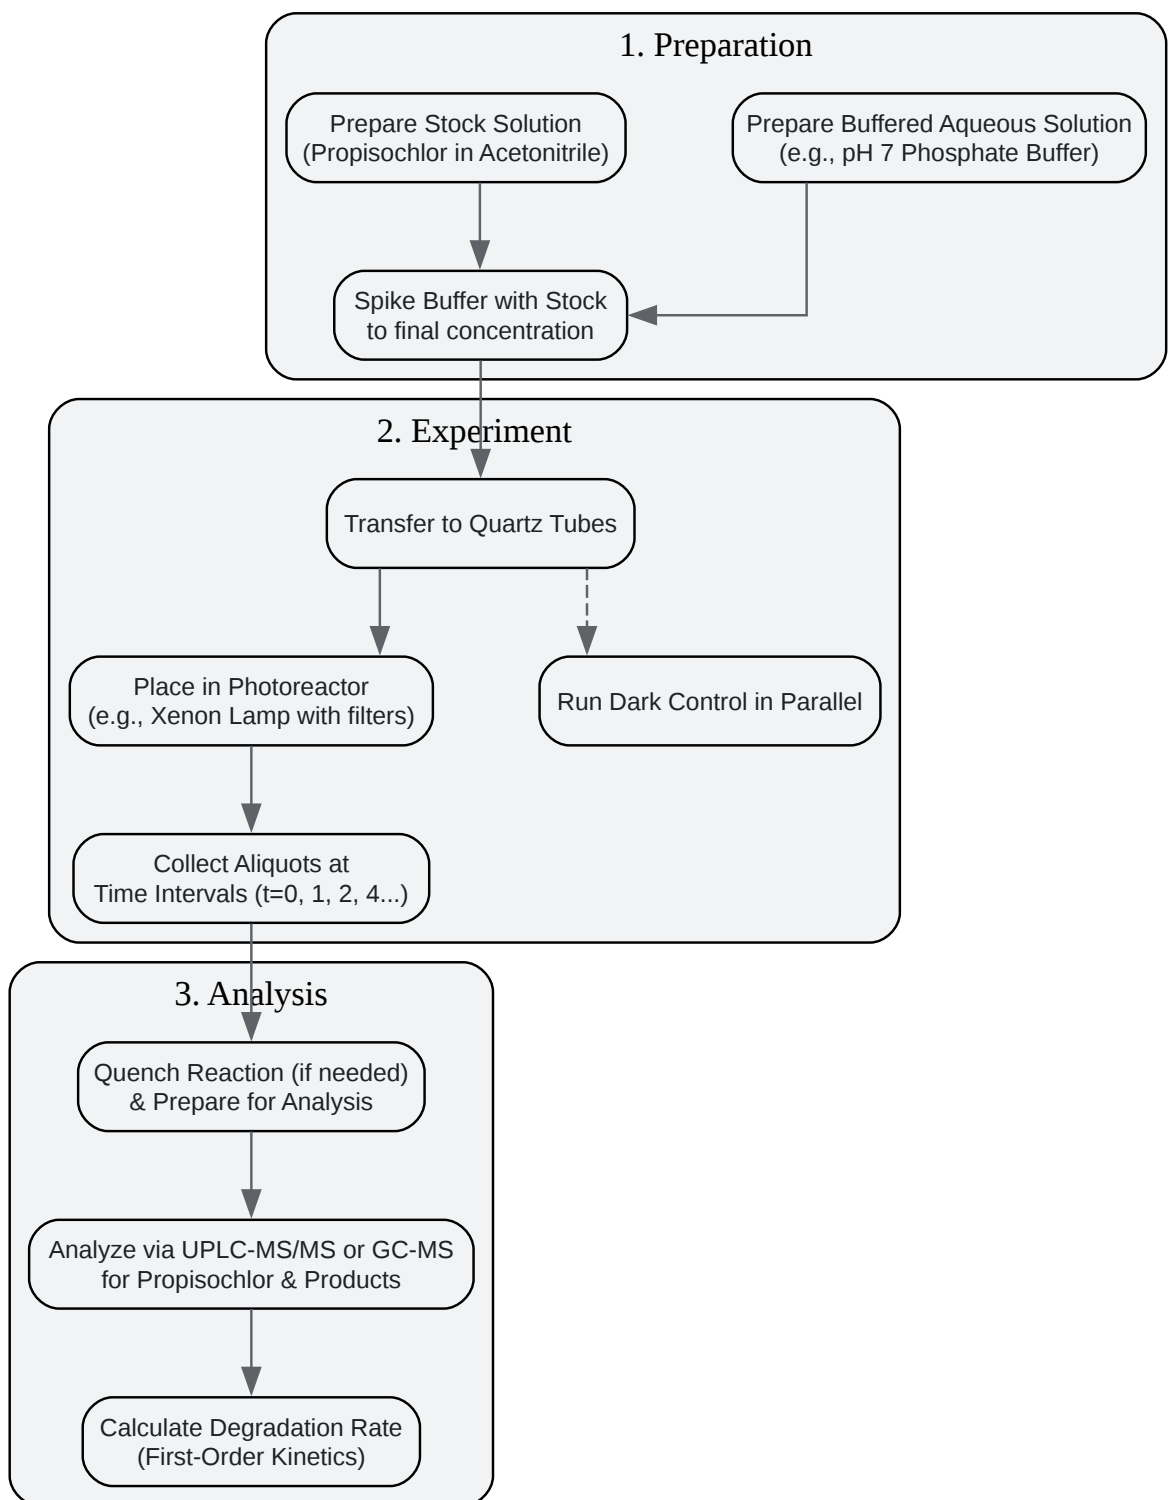 1. Preparation
Prepare Stock Solution
(Propisochlor in Acetonitrile)
Prepare Buffered Aqueous Solution
(e.g., pH 7 Phosphate Buffer)
Spike Buffer with Stock
to final concentration
2. Experiment
Transfer to Quartz Tubes
Place in Photoreactor
(e.g., Xenon Lamp with filters)
Run Dark Control in Parallel
Collect Aliquots at
Time Intervals (t=0, 1, 2, 4...)
3. Analysis
Quench Reaction (if needed)
& Prepare for Analysis
Analyze via UPLC-MS/MS or GC-MS
for Propisochlor & Products
Calculate Degradation Rate
(First-Order Kinetics)